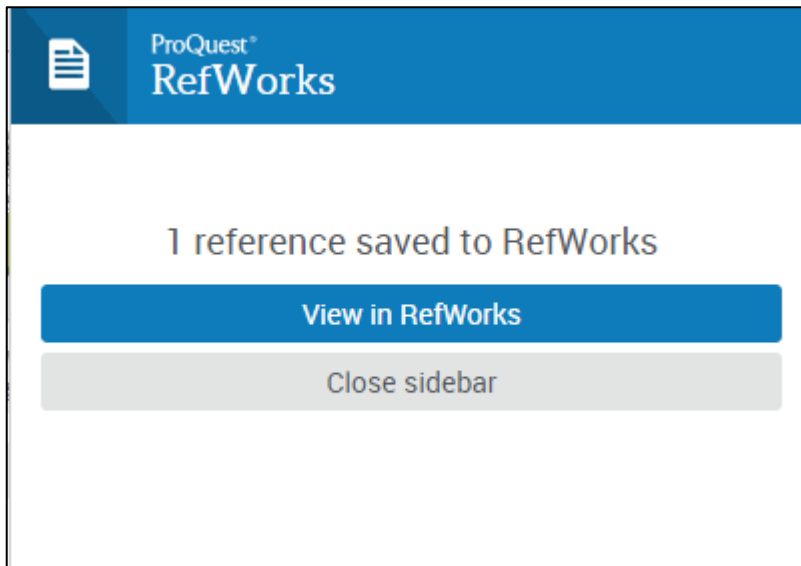 ProQuest®
RefWorks
1 reference saved to RefWorks
View in RefWorks
Close sidebar